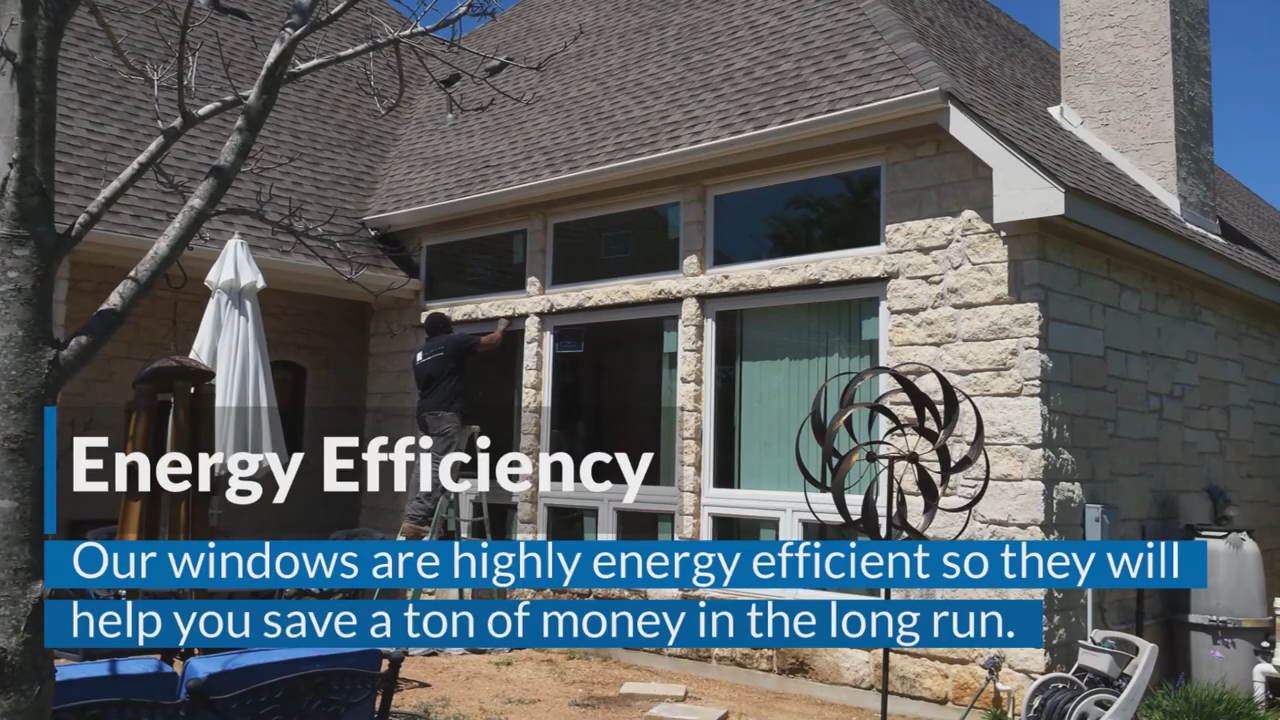 Energy Efficiency
Our windows are highly energy efficient so they will
help you save a ton of money in the long run.